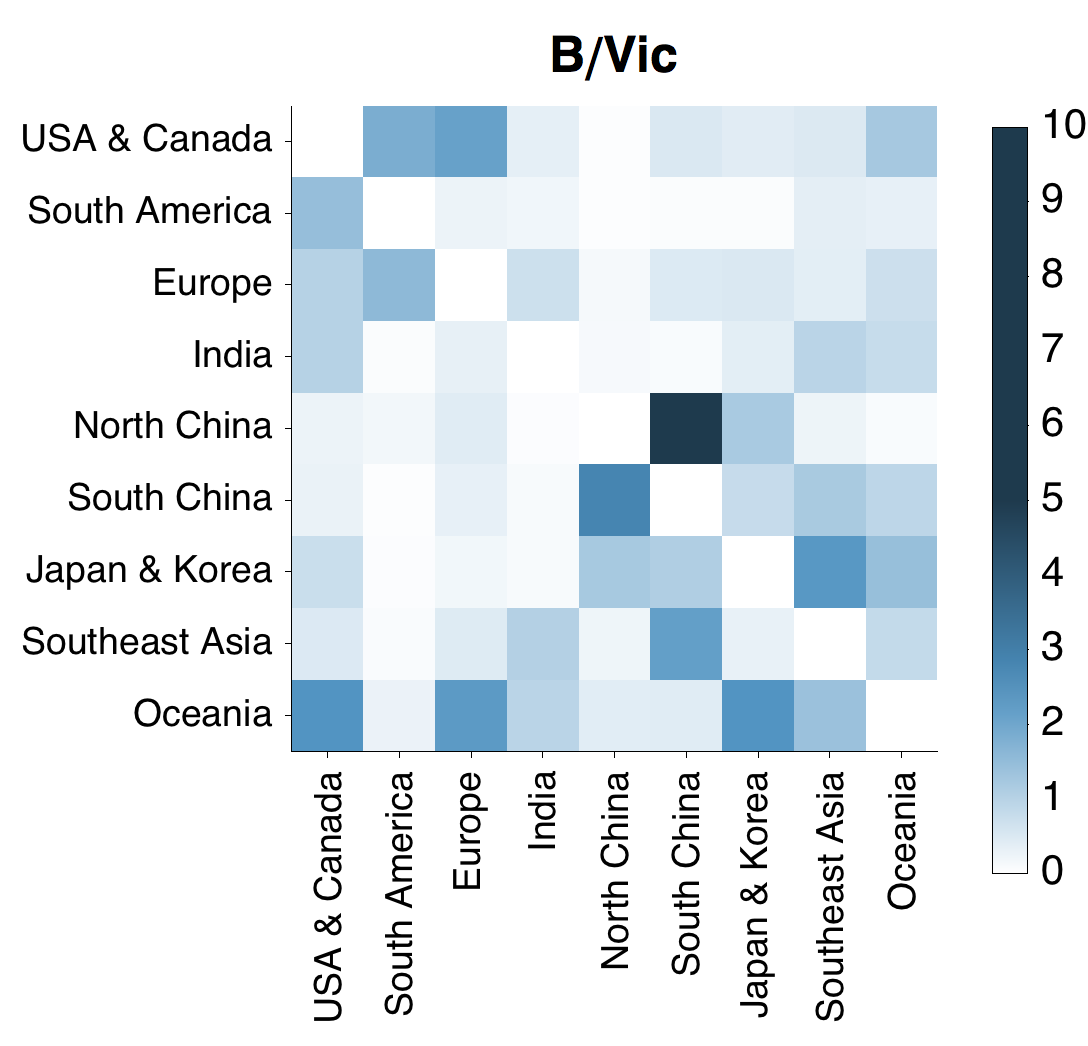 B/Vic
USA & Canada
South America
Europe
India
North China
South China
Japan & Korea
Southeast Asia
Oceania
USA & Canada
South America
Europe
India
North China
South China
Japan & Korea
Southeast Asia
Oceania
10
9
8
7
6
5
4
3
2
1
0